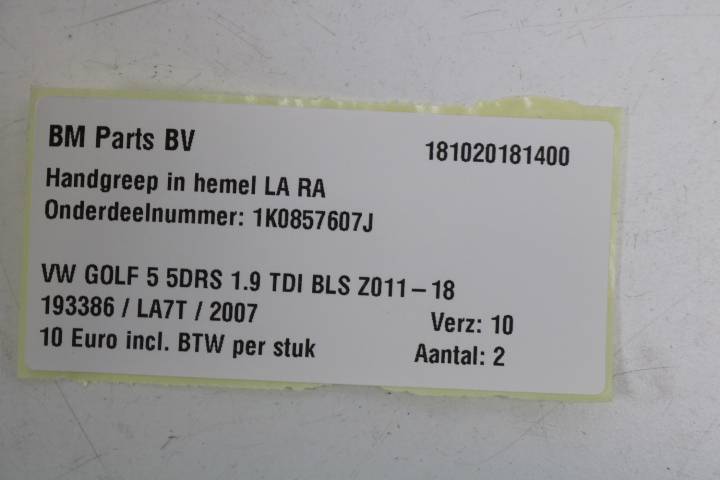 BM Parts BV 181020181400
Handgreep in hemel LA RA
Onderdeelnummer: 1K0857607J
VW GOLF 5 5DRS 1.9 TDI BLS Z011-18
193386 / LA7T / 2007 Verz: 10
10 Euro incl. BTW per stuk Aantal: 2